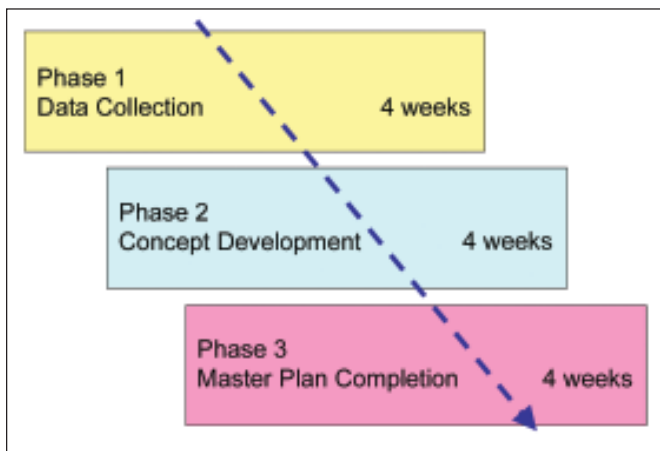 Phase 1
Data Collection 4 weeks
Phase 2
Concept Development 4 weeks
Phase 3
Master Plan Completion 4 weeks